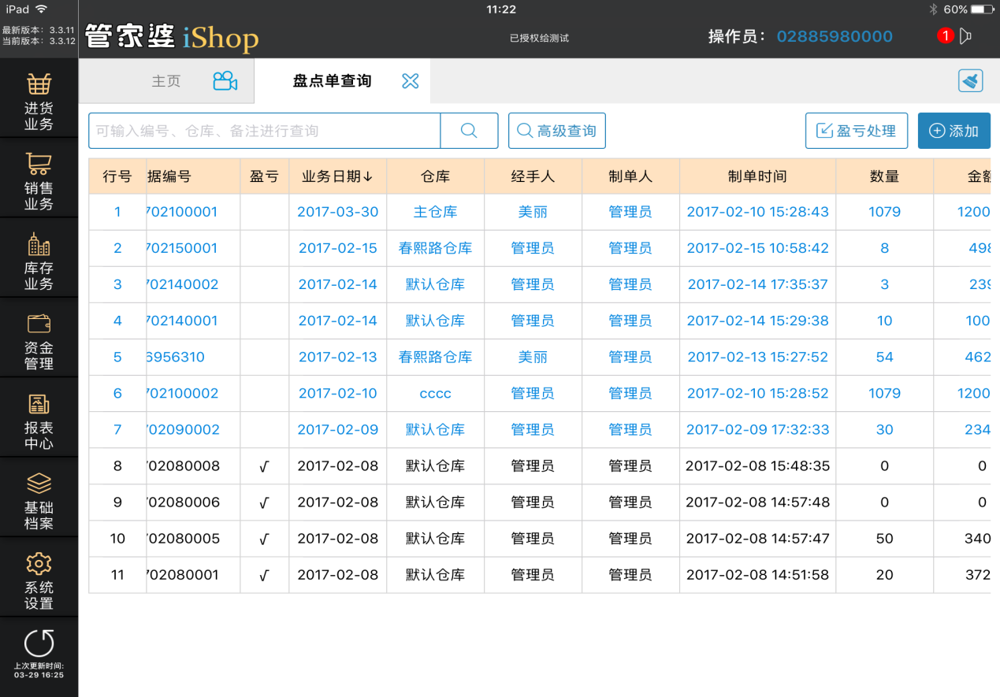 iPad 11:22 60%
最新版本: 3.3.11
当前版本: 3.3.12
管家婆 iShop
已授权给测试
操作员: 02885980000
1
主页 盘点单查询
进货
业务
销售
业务
库存
业务
资金
管理
报表
中心
基础
档案
系统
设置
上次更新时间:
03-29 16:25
可输入编号、仓库、备注进行查询 高级查询 盈亏处理 添加
行号 据编号 盈亏 业务日期↓ 仓库 经手人 制单人 制单时间 数量 金额
1 702100001 2017-03-30 主仓库 美丽 管理员 2017-02-10 15:28:43 1079 1200
2 702150001 2017-02-15 春熙路仓库 管理员 管理员 2017-02-15 10:58:42 8 498
3 702140002 2017-02-14 默认仓库 管理员 管理员 2017-02-14 17:35:37 3 239
4 702140001 2017-02-14 默认仓库 管理员 管理员 2017-02-14 15:29:38 10 100
5 6956310 2017-02-13 春熙路仓库 美丽 管理员 2017-02-13 15:27:52 54 462
6 702100002 2017-02-10 cccc 管理员 管理员 2017-02-10 15:28:52 1079 1200
7 702090002 2017-02-09 默认仓库 管理员 管理员 2017-02-09 17:32:33 30 234
8 702080008 √ 2017-02-08 默认仓库 管理员 管理员 2017-02-08 15:48:35 0 0
9 702080006 √ 2017-02-08 默认仓库 管理员 管理员 2017-02-08 14:57:48 0 0
10 702080005 √ 2017-02-08 默认仓库 管理员 管理员 2017-02-08 14:57:47 50 340
11 702080001 √ 2017-02-08 默认仓库 管理员 管理员 2017-02-08 14:51:58 20 372